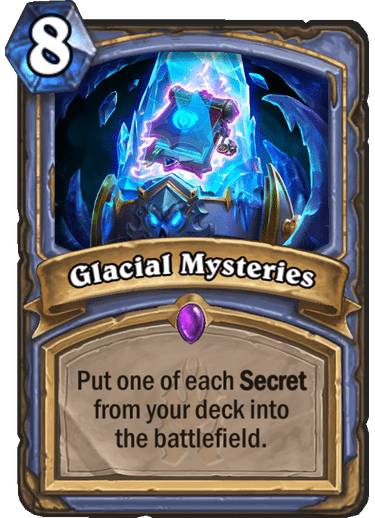 8
Glacial Mysteries
Put one of each Secret
from your deck into
the battlefield.